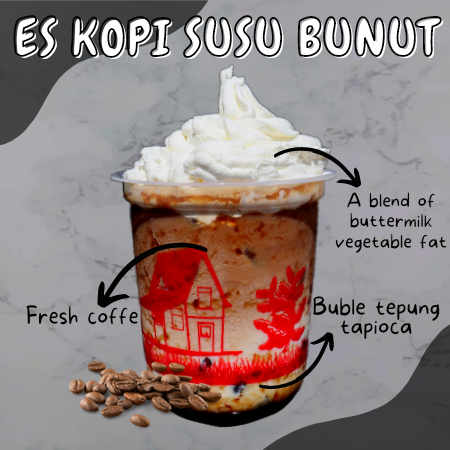 ES KOPI SUSU BUNUT
A blend of
buttermilk
vegetable fat
Fresh coffe
Buble tepung
tapioca